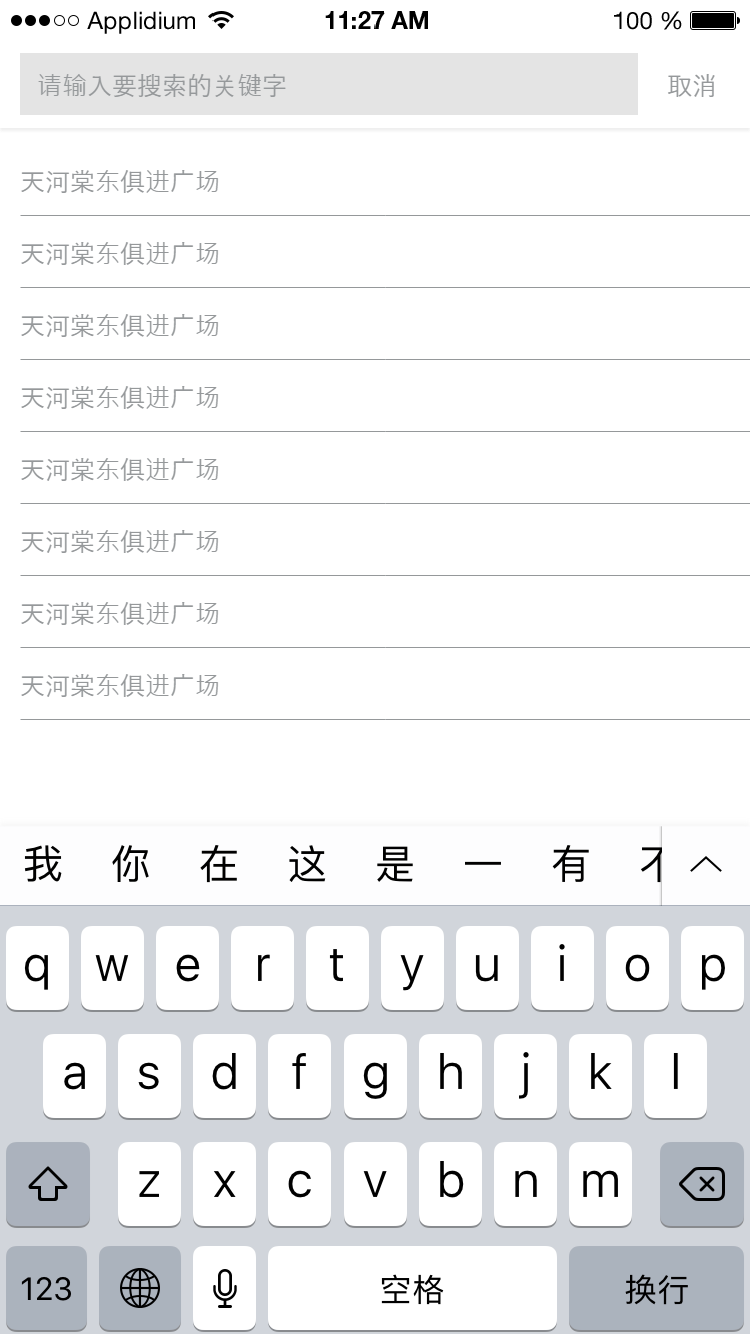 Applidium 11:27 AM 100 %
请输入要搜索的关键字 取消
天河棠东俱进广场
天河棠东俱进广场
天河棠东俱进广场
天河棠东俱进广场
天河棠东俱进广场
天河棠东俱进广场
天河棠东俱进广场
天河棠东俱进广场
我 你 在 这 是 一 有 不
q w e r t y u i o p
a s d f g h j k l
z x c v b n m
123 空格 换行